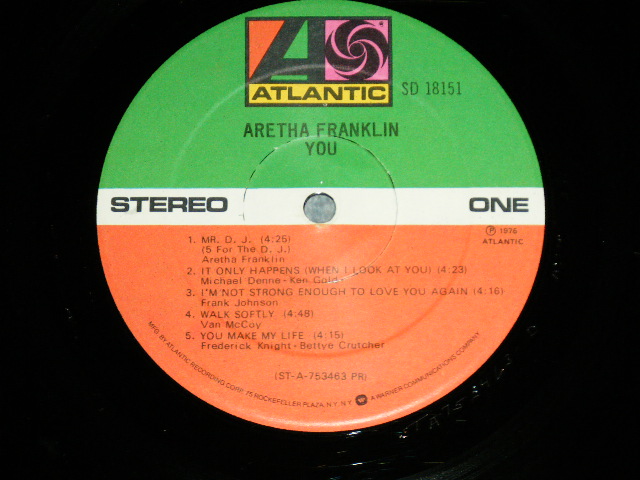 ATLANTIC
SD 18151
ARETHA FRANKLIN
YOU
STEREO
ONE
℗ 1976
ATLANTIC
1. MR. D. J. (4:25)
(5 For The D. J.)
Aretha Franklin
2. IT ONLY HAPPENS (WHEN I LOOK AT YOU) (4:23)
Michael Denne - Ken Gold
3. I'M NOT STRONG ENOUGH TO LOVE YOU AGAIN (4:16)
Frank Johnson
4. WALK SOFTLY (4:48)
Van McCoy
5. YOU MAKE MY LIFE (4:15)
Frederick Knight - Bettye Crutcher
(ST-A-753463 PR)
MFG. BY ATLANTIC RECORDING CORP. 75 ROCKEFELLER PLAZA, N.Y. N.Y.
A WARNER COMMUNICATIONS COMPANY